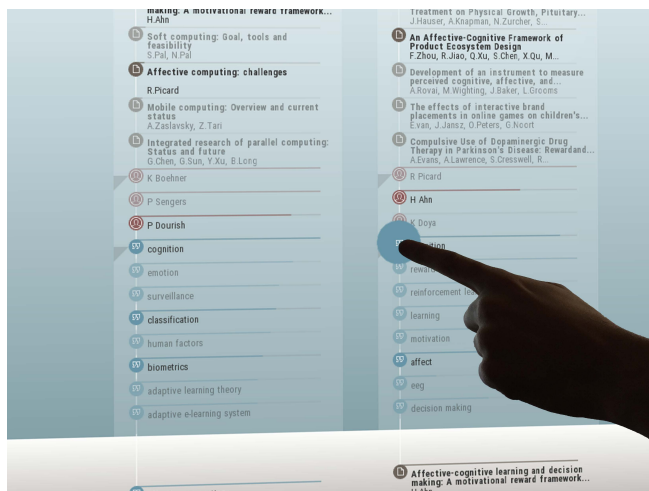 making: A motivational reward framework...
H.Ahn
Soft computing: Goal, tools and
feasibility
S.Pal, N.Pal
Affective computing: challenges
R.Picard
Mobile computing: Overview and current
status
A.Zaslavsky, Z.Tari
Integrated research of parallel computing:
Status and future
G.Chen, G.Sun, Y.Xu, B.Long
K Boehner
P Sengers
P Dourish
cognition
emotion
surveillance
classification
human factors
biometrics
adaptive learning theory
adaptive e-learning system
Treatment on Physical Growth, Pituitary...
J.Hauser, A.Knapman, N.Zurcher, S...
An Affective-Cognitive Framework of
Product Ecosystem Design
F.Zhou, R.Jiao, Q.Xu, S.Chen, X.Qu, M...
Development of an instrument to measure
perceived cognitive, affective, and...
A.Rovai, M.Wighting, J.Baker, L.Grooms
The effects of interactive brand
placements in online games on children's...
E.van, J.Jansz, O.Peters, G.Noort
Compulsive Use of Dopaminergic Drug
Therapy in Parkinson's Disease: Rewardand...
A.Evans, A.Lawrence, S.Cresswell, R...
R Picard
H Ahn
K Doya
reinforcement
learning
motivation
affect
eeg
decision making
Affective-cognitive learning and decision
making: A motivational reward framework...
H.Ahn